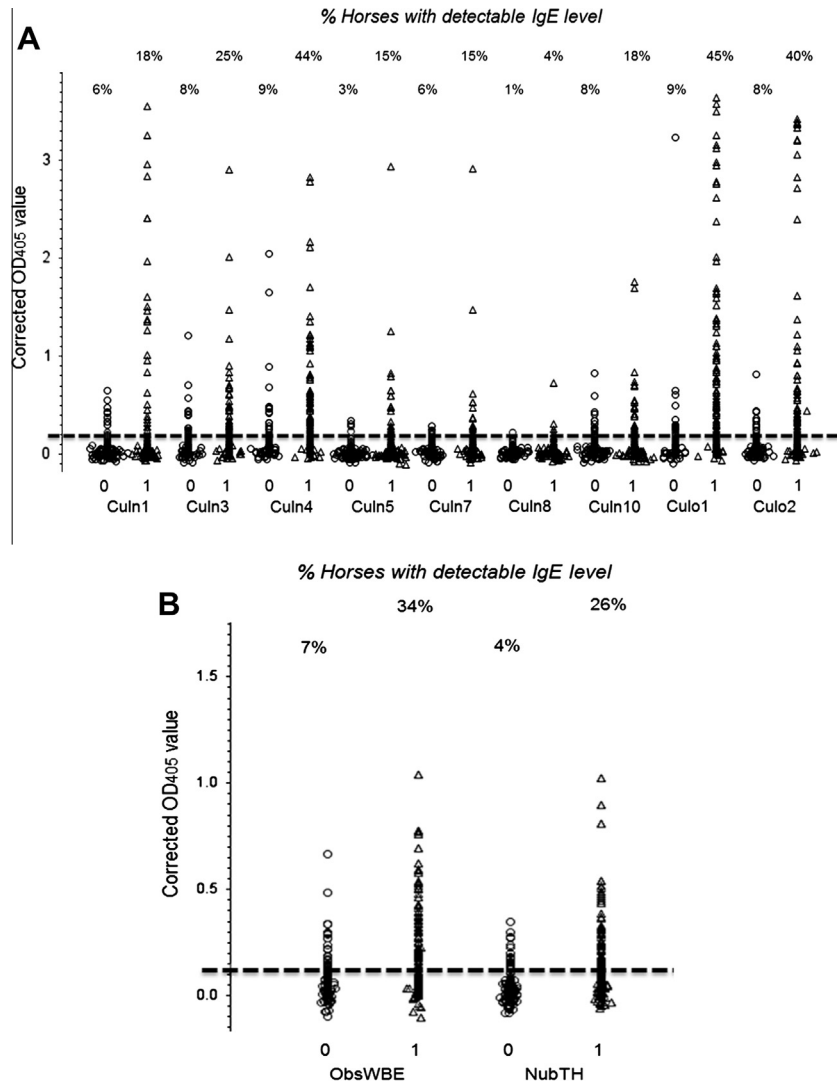 A
% Horses with detectable IgE level
18% 25% 44% 15% 15% 4% 18% 45% 40%
6% 8% 9% 3% 6% 1% 8% 9% 8%
Corrected OD405 value
3
2
1
0
0 1 0 1 0 1 0 1 0 1 0 1 0 1 0 1 0 1
Culn1 Culn3 Culn4 Culn5 Culn7 Culn8 Culn10 Culo1 Culo2
B
% Horses with detectable IgE level
34% 26%
7% 4%
Corrected OD405 value
1.5
1.0
0.5
0.0
0 1 0 1
ObsWBE NubTH